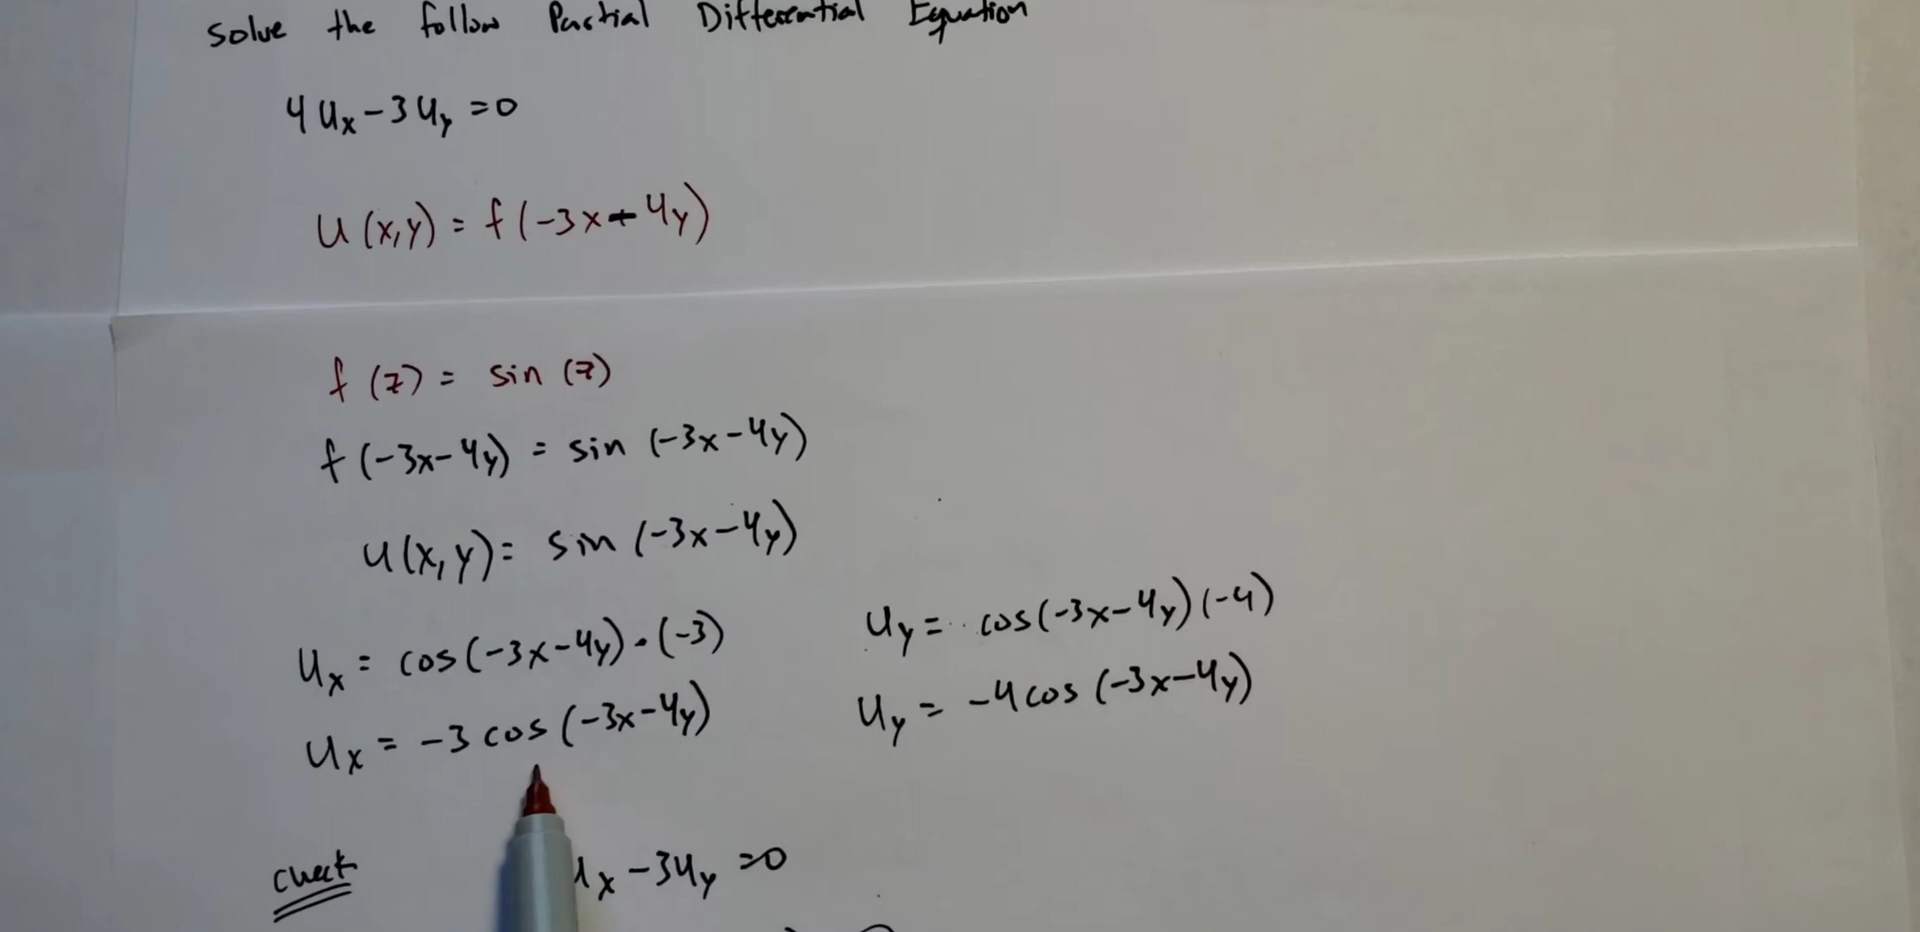 Solve the follow Partial Differential Equation
4Ux-3Uy=0
U(x,y)=f(-3x-4y)
f(z)= sin(z)
f(-3x-4y) = sin(-3x-4y)
u(x,y)= sin(-3x-4y)
Ux = cos(-3x-4y)·(-3)
Uy= cos(-3x-4y)(-4)
Ux = -3 cos(-3x-4y)
Uy = -4cos(-3x-4y)
Check
Ux-3Uy=0